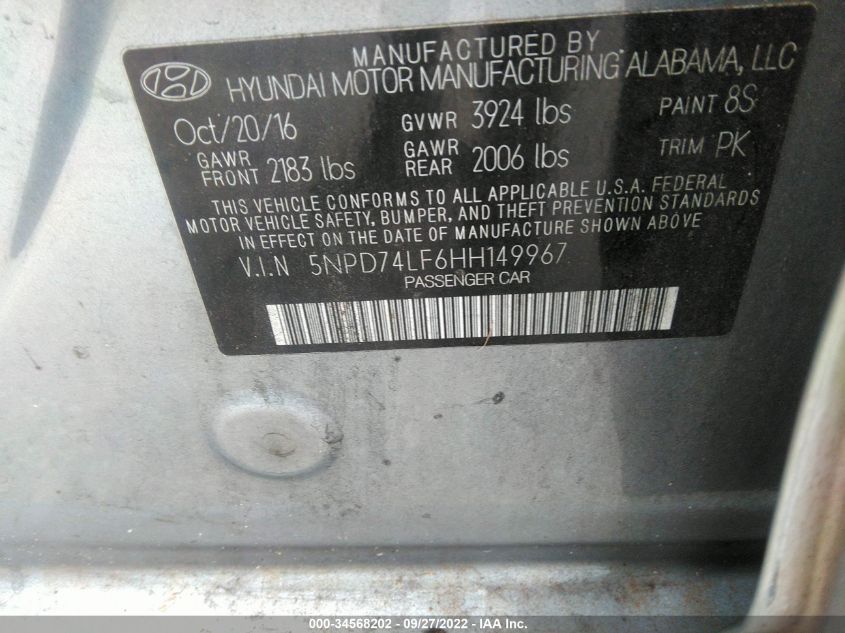 MANUFACTURED BY
HYUNDAI MOTOR MANUFACTURING ALABAMA, LLC
Oct/20/16 GVWR 3924 lbs PAINT 8S
GAWR FRONT 2183 lbs GAWR REAR 2006 lbs TRIM PK
THIS VEHICLE CONFORMS TO ALL APPLICABLE U.S.A. FEDERAL
MOTOR VEHICLE SAFETY, BUMPER, AND THEFT PREVENTION STANDARDS
IN EFFECT ON THE DATE OF MANUFACTURE SHOWN ABOVE
V.I.N 5NPD74LF6HH149967
PASSENGER CAR
000-34568202 - 09/27/2022 - IAA Inc.